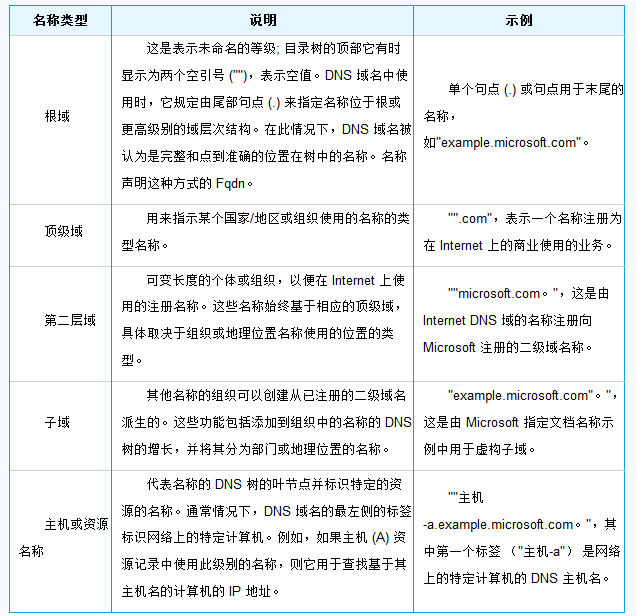 名称类型
说明
示例
根域
这是表示未命名的等级; 目录树的顶部它有时
显示为两个空引号 (""),表示空值。DNS 域名中使
用时，它规定由尾部句点 (.) 来指定名称位于根或
更高级别的域层次结构。在此情况下，DNS 域名被
认为是完整和点到准确的位置在树中的名称。名称
声明这种方式的 Fqdn。
单个句点 (.) 或句点用于末尾的
名称，
如"example.microsoft.com"。
顶级域
用来指示某个国家/地区或组织使用的名称的类
型名称。
"".com"，表示一个名称注册为
在 Internet 上的商业使用的业务。
第二层域
可变长度的个体或组织，以便在 Internet 上使
用的注册名称。这些名称始终基于相应的顶级域，
具体取决于组织或地理位置名称使用的位置的类
型。
""microsoft.com。"，这是由
Internet DNS 域的名称注册向
Microsoft 注册的二级域名称。
子域
其他名称的组织可以创建从已注册的二级域名
派生的。这些功能包括添加到组织中的名称的 DNS
树的增长，并将其分为部门或地理位置的名称。
"example.microsoft.com"。"，
这是由 Microsoft 指定文档名称示
例中用于虚构子域。
主机或资源
名称
代表名称的 DNS 树的叶节点并标识特定的资
源的名称。通常情况下，DNS 域名的最左侧的标签
标识网络上的特定计算机。例如，如果主机 (A) 资
源记录中使用此级别的名称，则它用于查找基于其
主机名的计算机的 IP 地址。
""主机
-a.example.microsoft.com。"，其
中第一个标签 （"主机-a"） 是网络
上的特定计算机的 DNS 主机名。